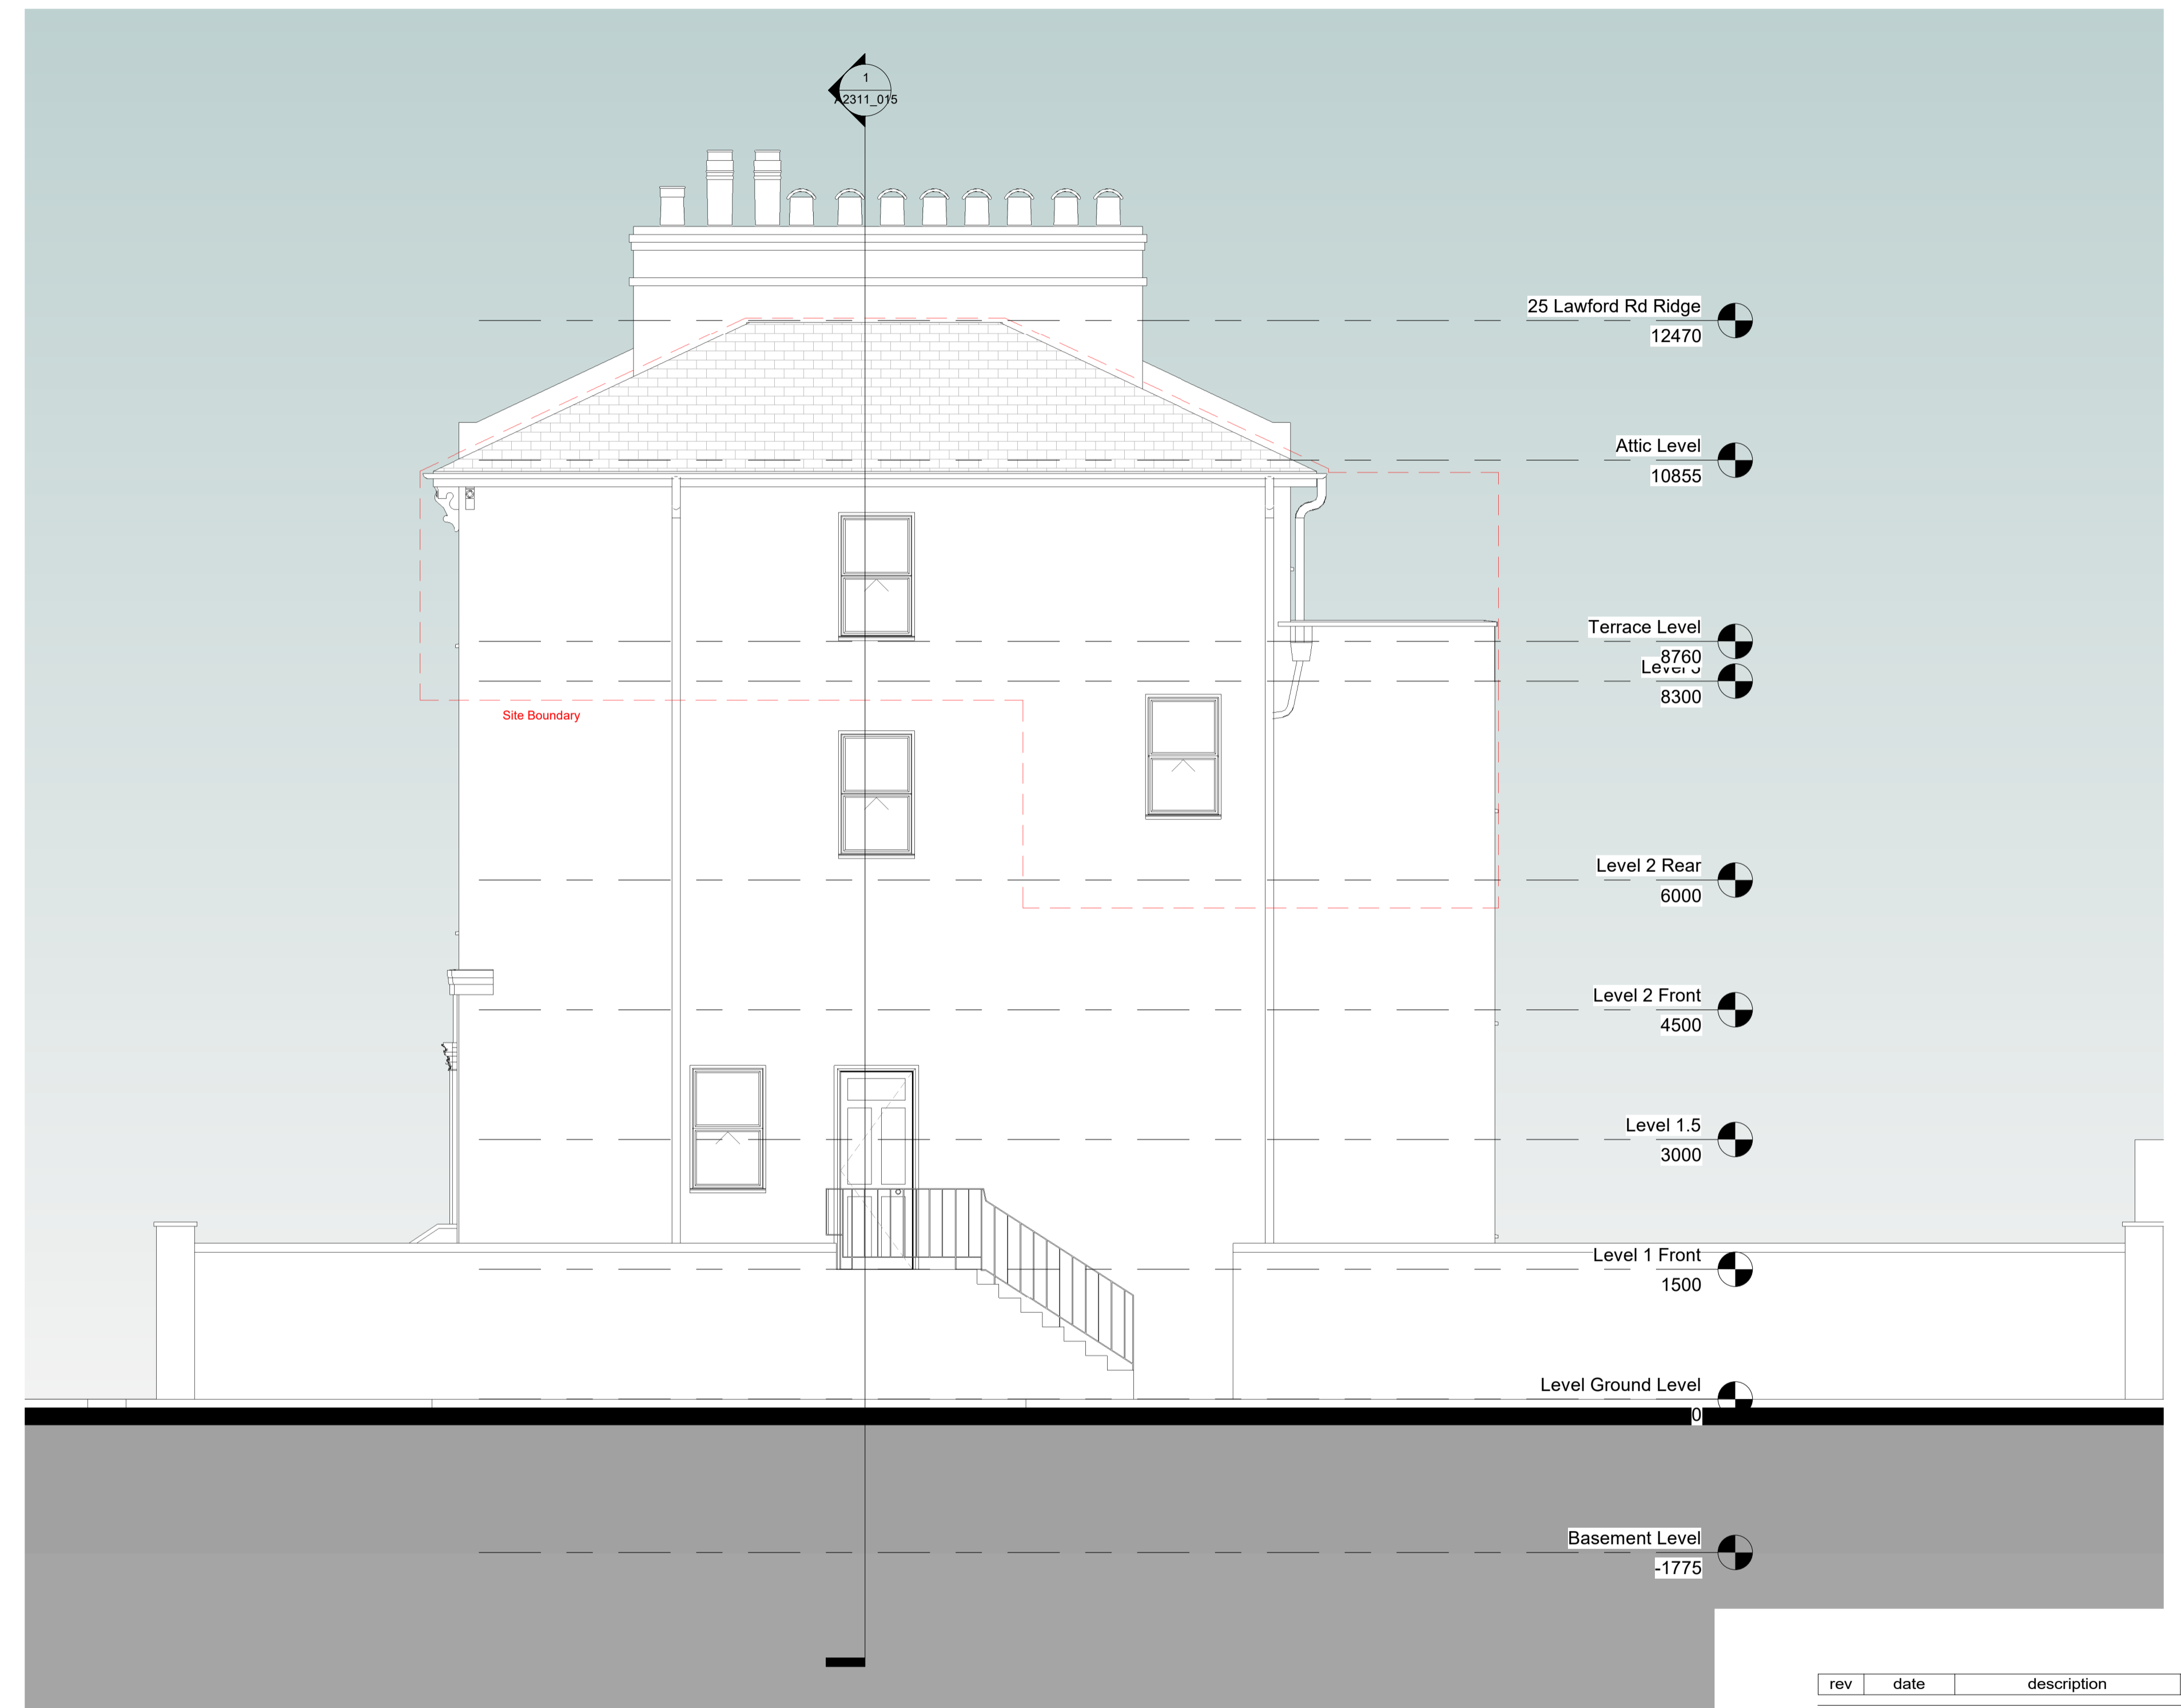 1
A2311_015
25 Lawford Rd Ridge
12470
Attic Level
10855
Terrace Level
8760
8300
Site Boundary
Level 2 Rear
6000
Level 2 Front
4500
Level 1.5
3000
Level 1 Front
1500
Level Ground Level
0
Basement Level
-1775
rev date description